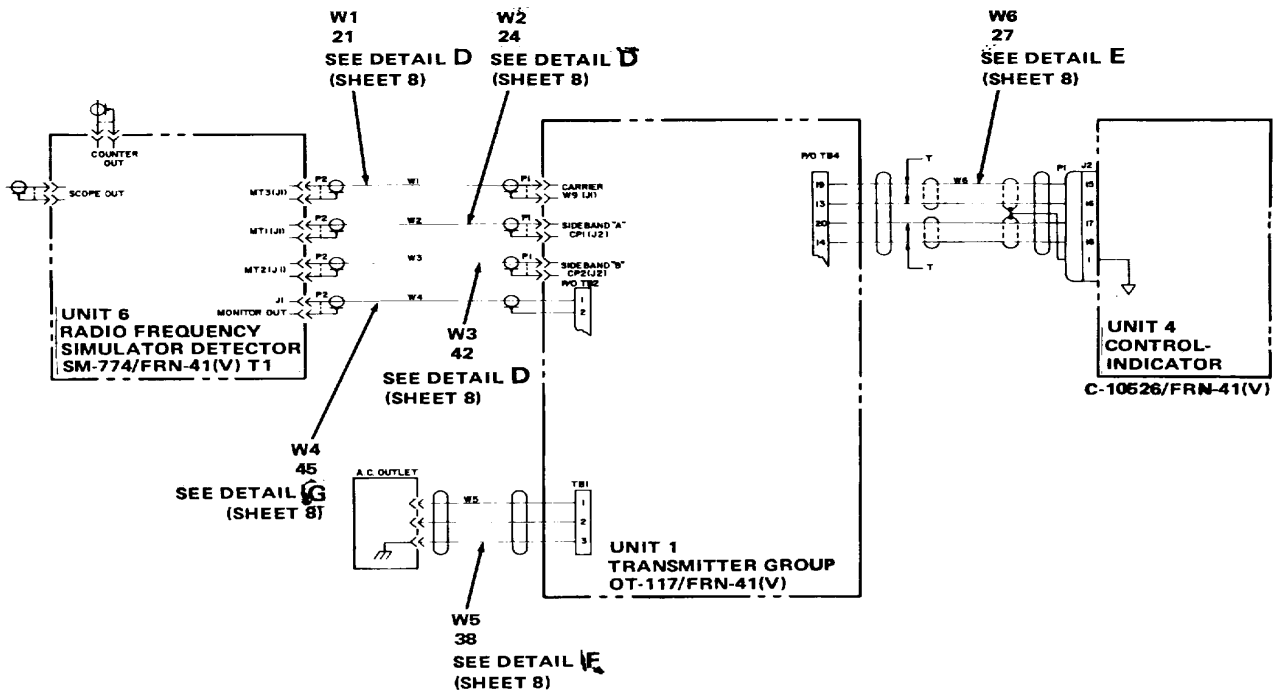 W1
21
SEE DETAIL D
(SHEET 8)
W2
24
SEE DETAIL D
(SHEET 8)
W6
27
SEE DETAIL E
(SHEET 8)
COUNTER
OUT
SCOPE OUT
MT3(J1)
P2
W1
P1
CARRIER
W9 (J1)
MT1(J1)
P2
W2
P1
SIDEBAND "A"
CP1(J2)
MT2(J1)
P2
W3
P1
SIDEBAND "B"
CP2(J2)
J1
MONITOR OUT
P2
W4
P/O TB2
1
2
UNIT 6
RADIO FREQUENCY
SIMULATOR DETECTOR
SM-774/FRN-41(V) T1
W3
42
SEE DETAIL D
(SHEET 8)
W4
45
SEE DETAIL G
(SHEET 8)
A.C. OUTLET
W5
TB1
1
2
3
W5
38
SEE DETAIL F
(SHEET 8)
UNIT 1
TRANSMITTER GROUP
OT-117/FRN-41(V)
P/O TB4
19
13
20
14
T
W6
T
P1
J2
15
16
17
18
1
UNIT 4
CONTROL-
INDICATOR
C-10526/FRN-41(V)